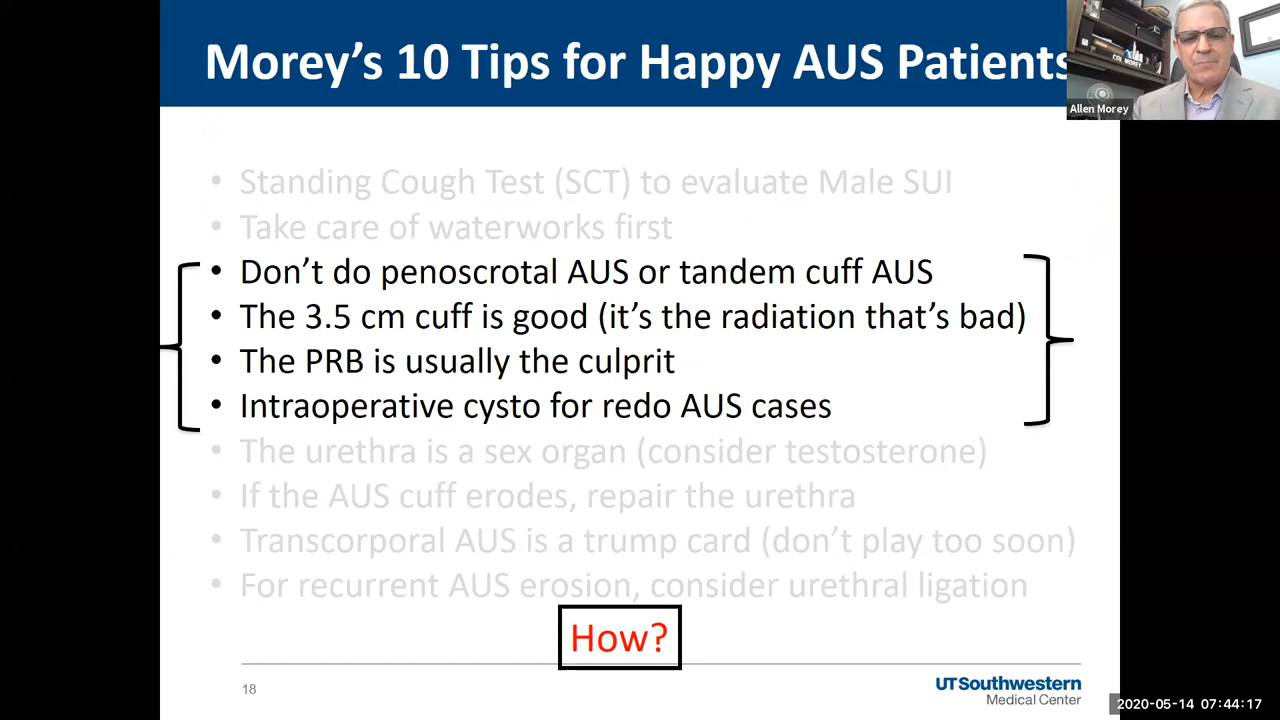 Morey's 10 Tips for Happy AUS Patients
COL MOREY
Allen Morey
• Standing Cough Test (SCT) to evaluate Male SUI
• Take care of waterworks first
• Don't do penoscrotal AUS or tandem cuff AUS
• The 3.5 cm cuff is good (it's the radiation that's bad)
• The PRB is usually the culprit
• Intraoperative cysto for redo AUS cases
• The urethra is a sex organ (consider testosterone)
• If the AUS cuff erodes, repair the urethra
• Transcorporal AUS is a trump card (don't play too soon)
• For recurrent AUS erosion, consider urethral ligation
How?
18
UTSouthwestern
Medical Center
2020-05-14 07:44:17